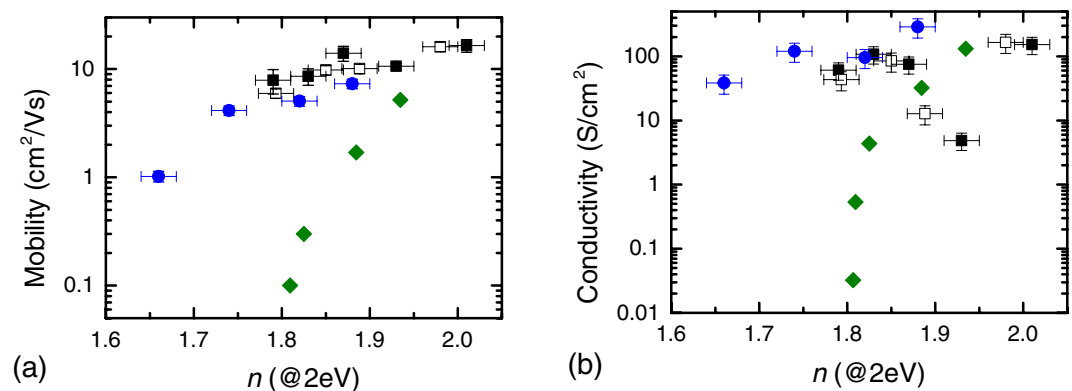 Mobility (cm²/Vs)
10
1
0.1
1.6 1.7 1.8 1.9 2.0
n (@2eV)
(a)
Conductivity (S/cm²)
100
10
1
0.1
0.01
1.6 1.7 1.8 1.9 2.0
n (@2eV)
(b)